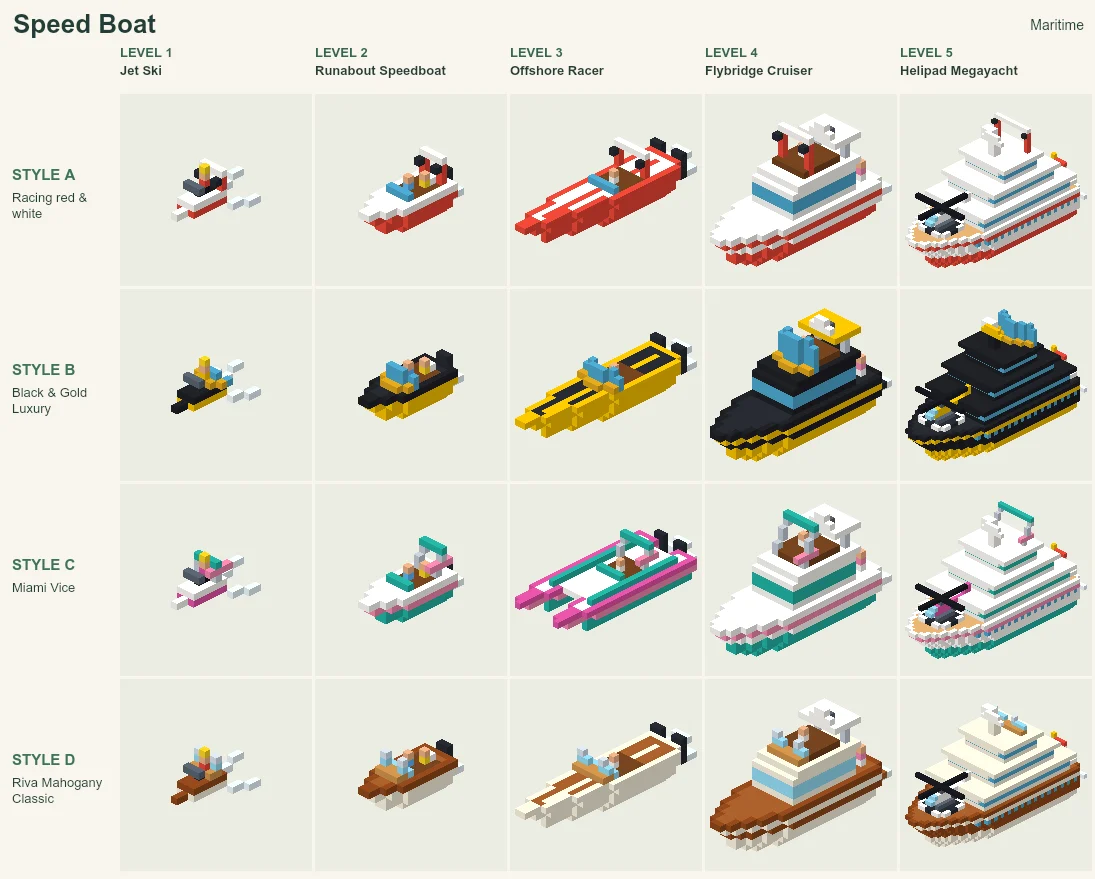 Speed Boat
Maritime
LEVEL 1
Jet Ski
LEVEL 2
Runabout Speedboat
LEVEL 3
Offshore Racer
LEVEL 4
Flybridge Cruiser
LEVEL 5
Helipad Megayacht
STYLE A
Racing red &
white
STYLE B
Black & Gold
Luxury
STYLE C
Miami Vice
STYLE D
Riva Mahogany
Classic